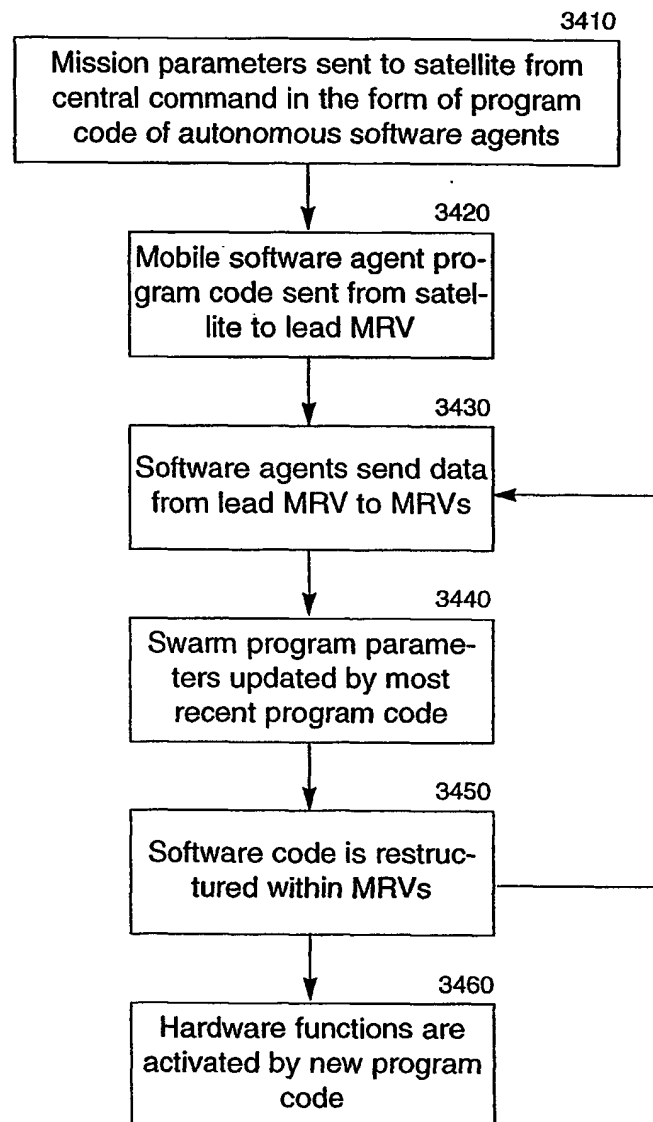 3410
Mission parameters sent to satellite from
central command in the form of program
code of autonomous software agents
3420
Mobile software agent pro-
gram code sent from satel-
lite to lead MRV
3430
Software agents send data
from lead MRV to MRVs
3440
Swarm program parame-
ters updated by most
recent program code
3450
Software code is restruc-
tured within MRVs
3460
Hardware functions are
activated by new program
code